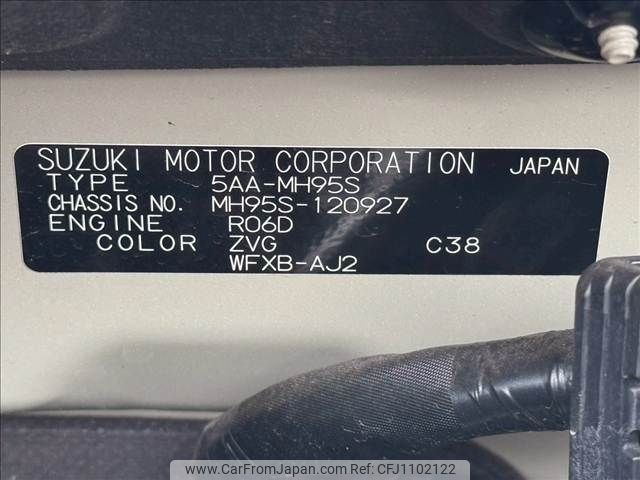 SUZUKI MOTOR CORPORATION JAPAN
TYPE 5AA-MH95S
CHASSIS NO. MH95S-120927
ENGINE R06D
COLOR ZVG C38
WFXB-AJ2
www.CarFromJapan.com | Ref: CFJ1102122